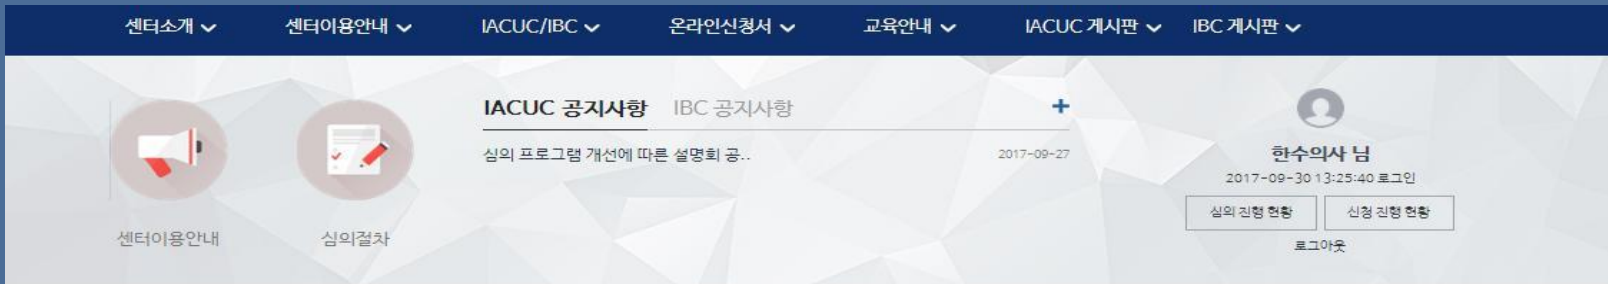 센터소개 센터이용안내 IACUC/IBC 온라인신청서 교육안내 IACUC 게시판 IBC 게시판
센터이용안내
심의절차
IACUC 공지사항 IBC 공지사항 +
심의 프로그램 개선에 따른 설명회 공.. 2017-09-27
한수의사 님
2017-09-30 13:25:40 로그인
심의 진행 현황 신청 진행 현황
로그아웃